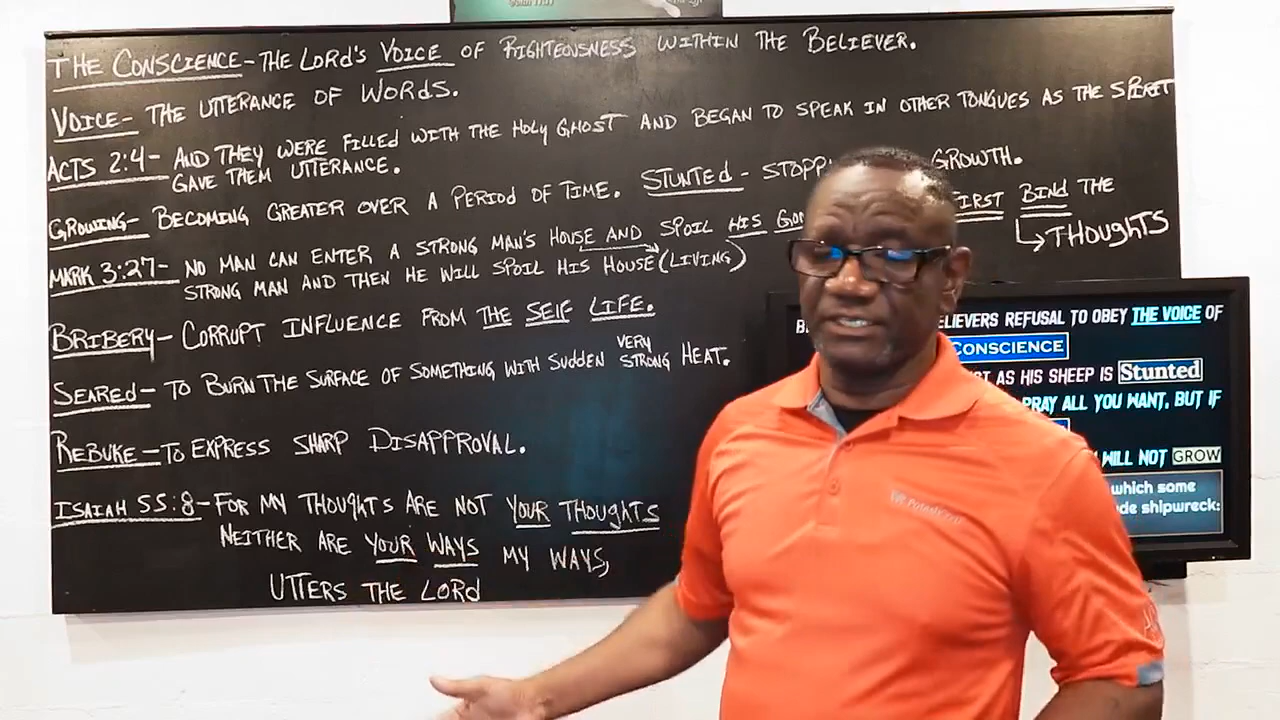 THE CONSCIENCE-THE LORD'S VOICE OF RIGHTEOUSNESS WITHIN THE BELIEVER.
VOICE- THE UTTERANCE OF WORDS.
ACTS 2:4- AND THEY WERE FILLED WITH THE HOLY GHOST AND BEGAN TO SPEAK IN OTHER TONGUES AS THE SPIRIT
GAVE THEM UTTERANCE.
GROWING- BECOMING GREATER OVER A PERIOD OF TIME. STUNTED- GROWTH.
MARK 3:27- NO MAN CAN ENTER A STRONG MAN'S HOUSE AND SPOIL HIS FIRST BIND THE
STRONG MAN AND THEN HE WILL SPOIL HIS HOUSE (LIVING)
THOUGHTS
BRIBERY- CORRUPT INFLUENCE FROM THE SELF LIFE.
SEARED- TO BURN THE SURFACE OF SOMETHING WITH SUDDEN VERY STRONG HEAT.
REBUKE-TO EXPRESS SHARP DISAPPROVAL.
ISAIAH 55:8-FOR MY THOUGHTS ARE NOT YOUR THOUGHTS
NEITHER ARE YOUR WAYS MY WAYS,
UTTERS THE LORD
REFUSAL TO OBEY THE VOICE OF
CONSCIENCE
AS HIS SHEEP IS Stunted
PRAY ALL YOU WANT, BUT IF
WILL NOT GROW
which some
shipwreck: